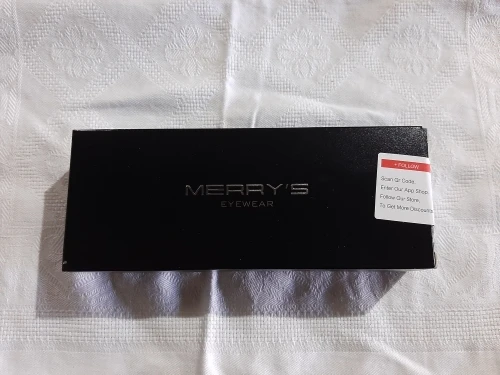 MERRY'S
EYEWEAR
+ FOLLOW
Scan Qr Code,
Enter Our App Shop
Follow Our Store,
To Get More Discounts